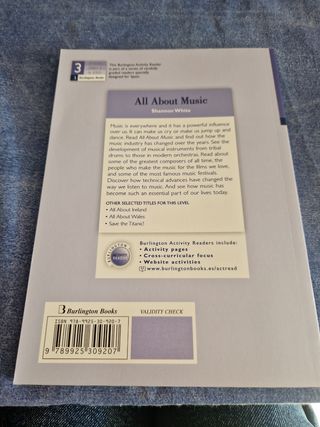 3
This Burlington Activity Reader
is part of a series of carefully
graded readers specially
designed for Spain.
Burlington Books
All About Music
Shannon White
Music is everywhere and it has a powerful influence
over us. It can make us cry or make us jump up and
dance. Read All About Music and find out how the
music industry has changed over the years. See the
development of musical instruments from tribal
drums to those in modern orchestras. Read about
some of the greatest composers of all time, the
people who make the music for the films we love,
and some of the most famous music festivals.
Discover how technical advances have changed the
way we listen to music. And see how music has
become such an essential part of our lives today.
OTHER SELECTED TITLES FOR THIS LEVEL
• All About Ireland
• All About Wales
• Save the Titanic!
Burlington Activity Readers include:
• Activity pages
• Cross-curricular focus
• Website activities
www.burlingtonbooks.es/actread
B Burlington Books
ISBN 978-9925-30-920-7
9 789925 309207
VALIDITY CHECK